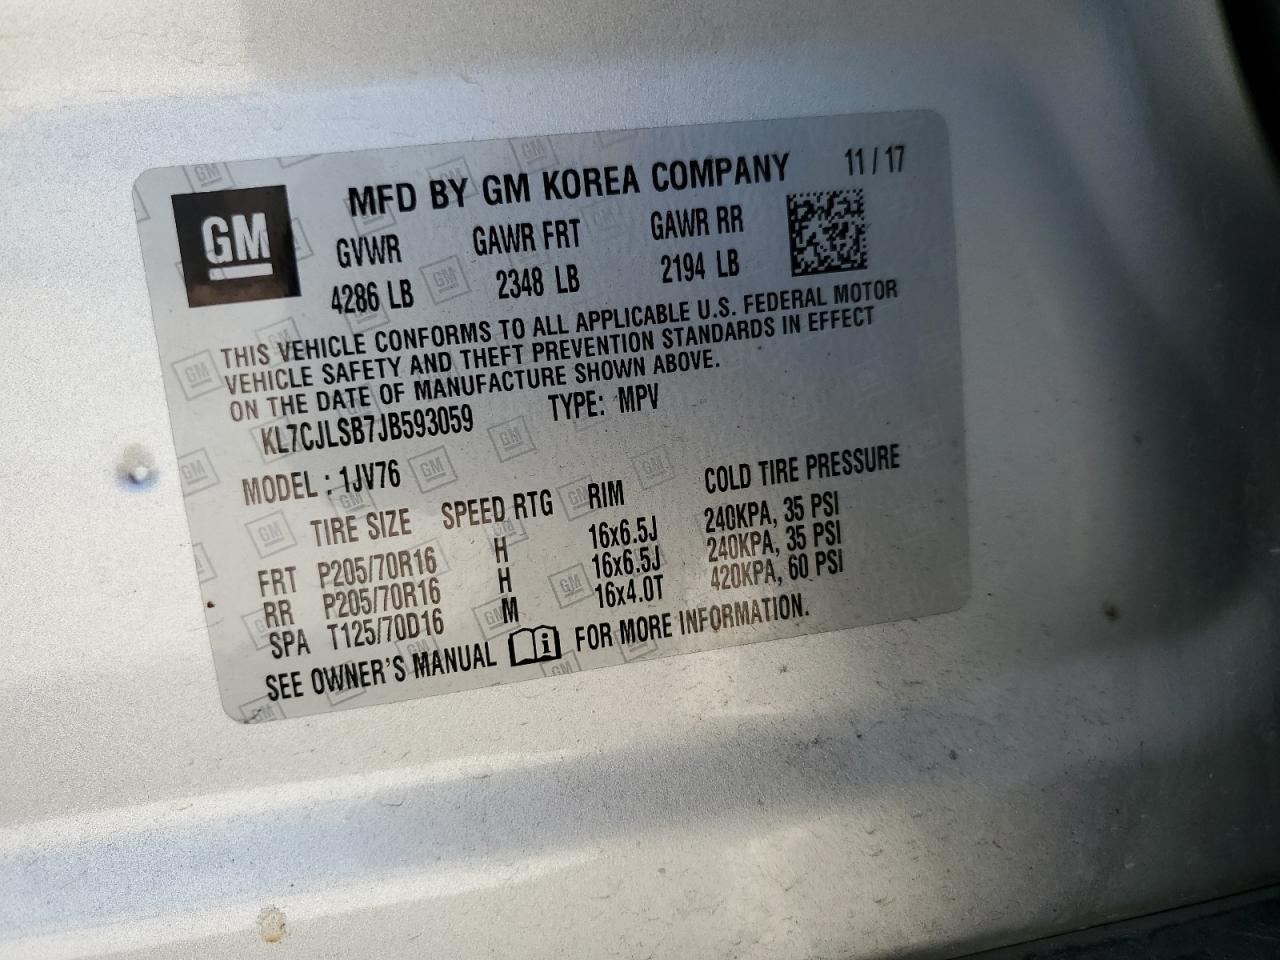 GM
MFD BY GM KOREA COMPANY 11 / 17
GVWR GAWR FRT GAWR RR
4286 LB 2348 LB 2194 LB
THIS VEHICLE CONFORMS TO ALL APPLICABLE U.S. FEDERAL MOTOR
VEHICLE SAFETY AND THEFT PREVENTION STANDARDS IN EFFECT
ON THE DATE OF MANUFACTURE SHOWN ABOVE.
KL7CJLSB7JB593059 TYPE: MPV
MODEL : 1JV76
TIRE SIZE SPEED RTG RIM COLD TIRE PRESSURE
FRT P205/70R16 H 16x6.5J 240KPA, 35 PSI
RR P205/70R16 H 16x6.5J 240KPA, 35 PSI
SPA T125/70D16 M 16x4.0T 420KPA, 60 PSI
SEE OWNER'S MANUAL i FOR MORE INFORMATION.